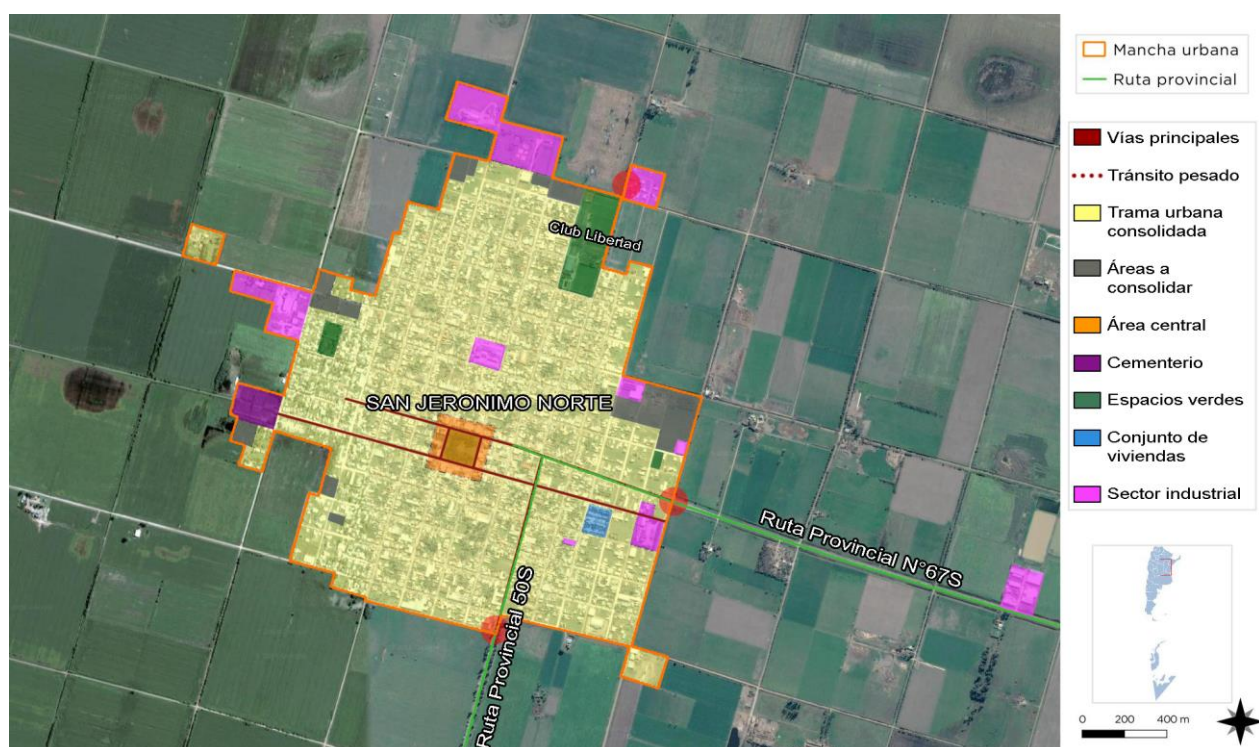 Club Libertad
SAN JERONIMO NORTE
Ruta Provincial N°67S
Ruta Provincial 50S
Mancha urbana
Ruta provincial
Vías principales
Tránsito pesado
Trama urbana
consolidada
Áreas a
consolidar
Área central
Cementerio
Espacios verdes
Conjunto de
viviendas
Sector industrial
0 200 400 m